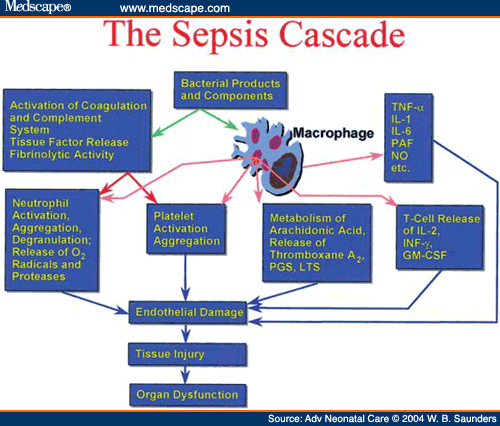 Medscape® www.medscape.com
The Sepsis Cascade
Bacterial Products
and Components
Activation of Coagulation
and Complement
System
Tissue Factor Release
Fibrinolytic Activity
Macrophage
TNF-α
IL-1
IL-6
PAF
NO
etc.
Neutrophil
Activation,
Aggregation,
Degranulation;
Release of O2
Radicals and
Proteases
Platelet
Activation
Aggregation
Metabolism of
Arachidonic Acid,
Release of
Thromboxane A2,
PGS, LTS
T-Cell Release
of IL-2,
INF-γ,
GM-CSF
Endothelial Damage
Tissue Injury
Organ Dysfunction
Source: Adv Neonatal Care © 2004 W. B. Saunders